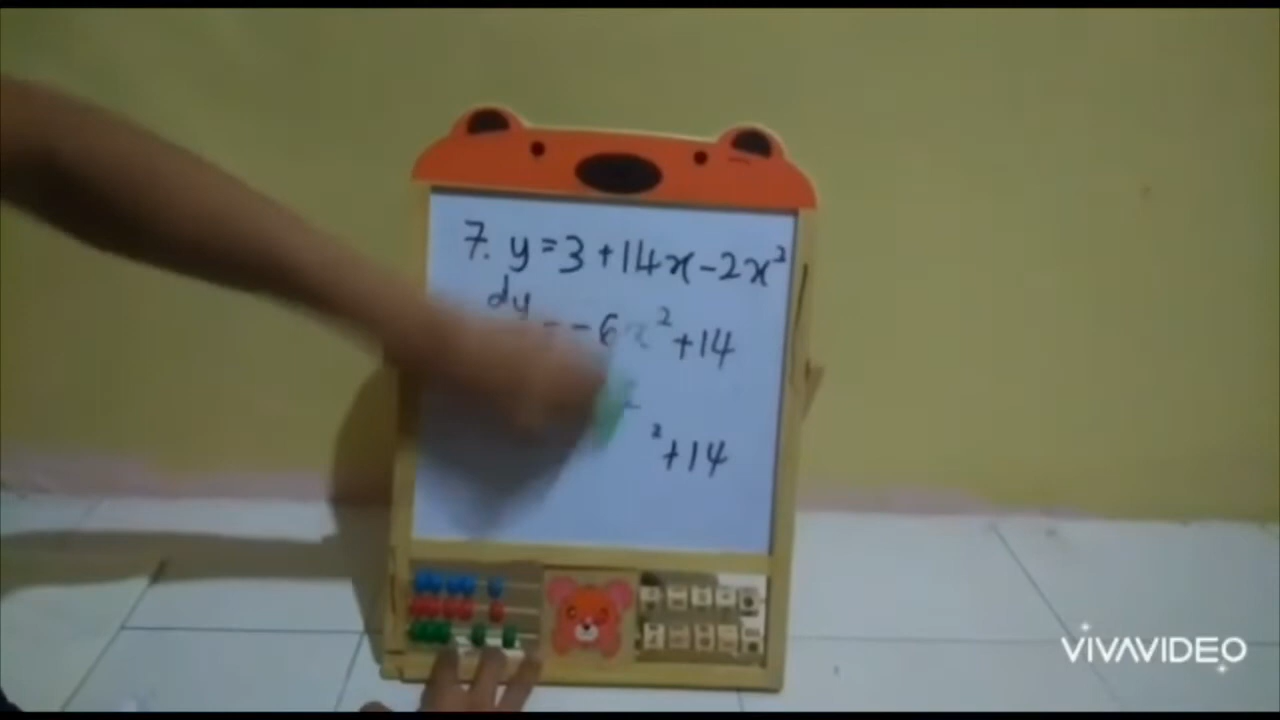 7. y = 3 + 14x - 2x²
dy
= -6x² + 14
² + 14
VIVAVIDEO